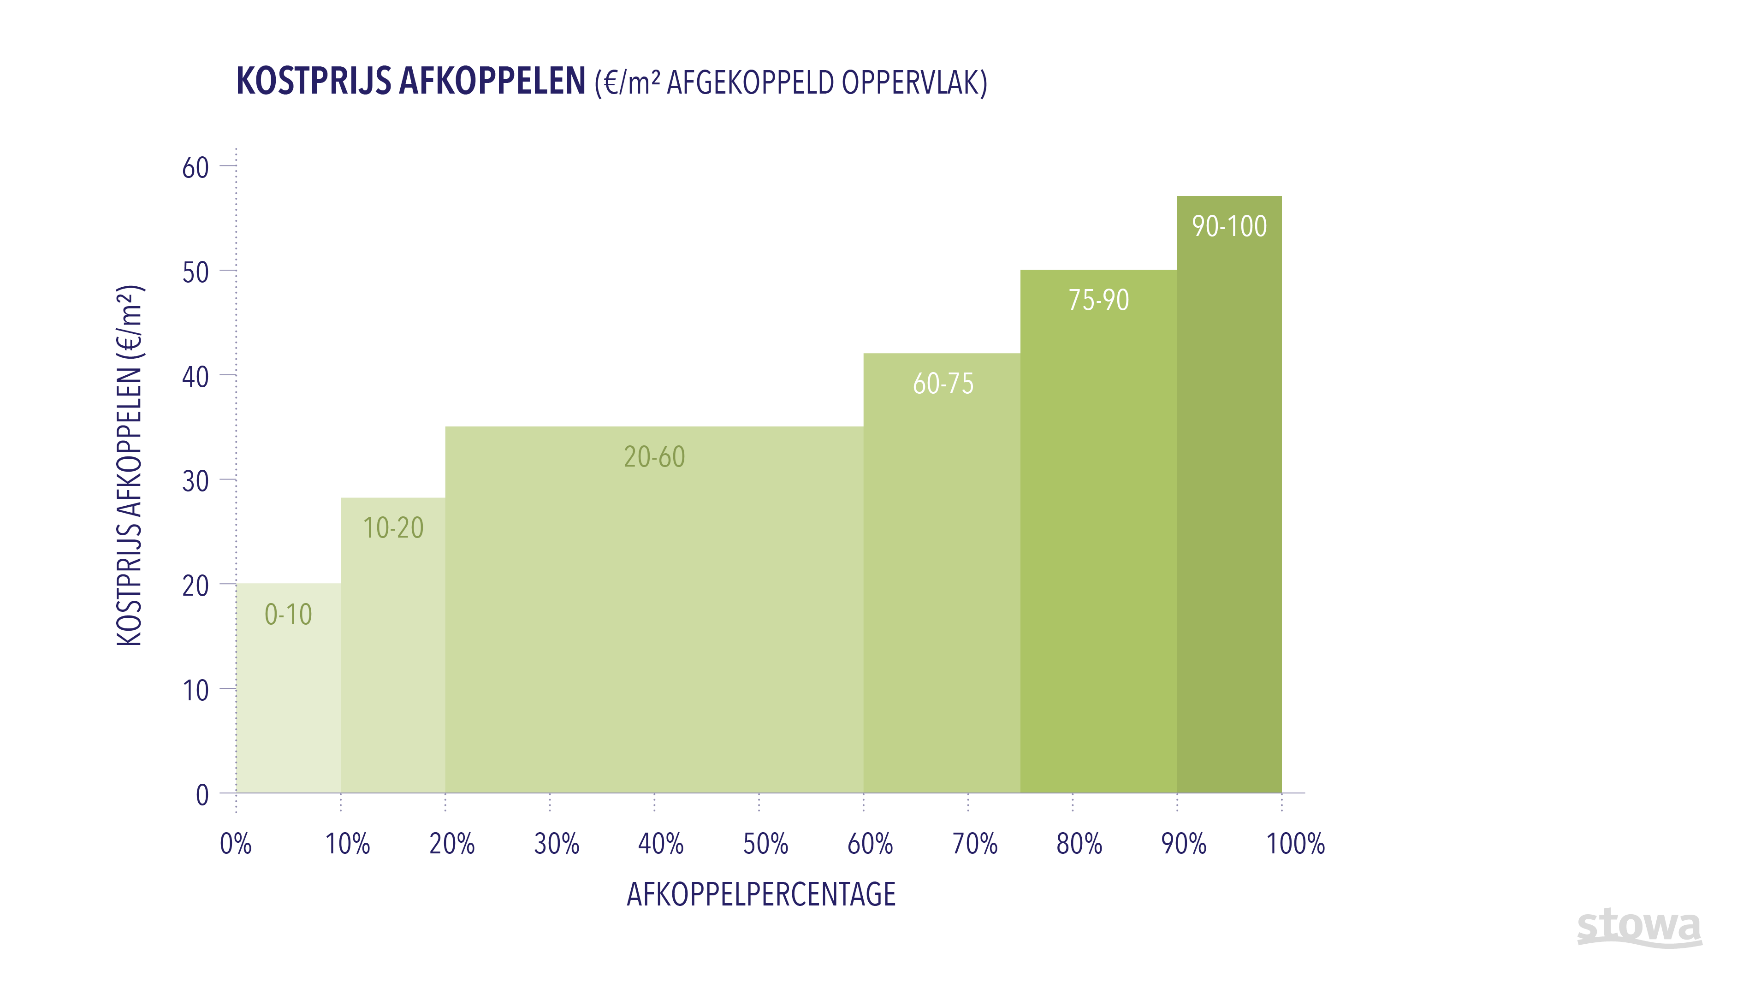 KOSTPRIJS AFKOPPELEN (€/m² AFGEKOPPELD OPPERVLAK)
KOSTPRIJS AFKOPPELEN (€/m²)
60
50
40
30
20
10
0
0-10
10-20
20-60
60-75
75-90
90-100
0% 10% 20% 30% 40% 50% 60% 70% 80% 90% 100%
AFKOPPELPERCENTAGE
stowa